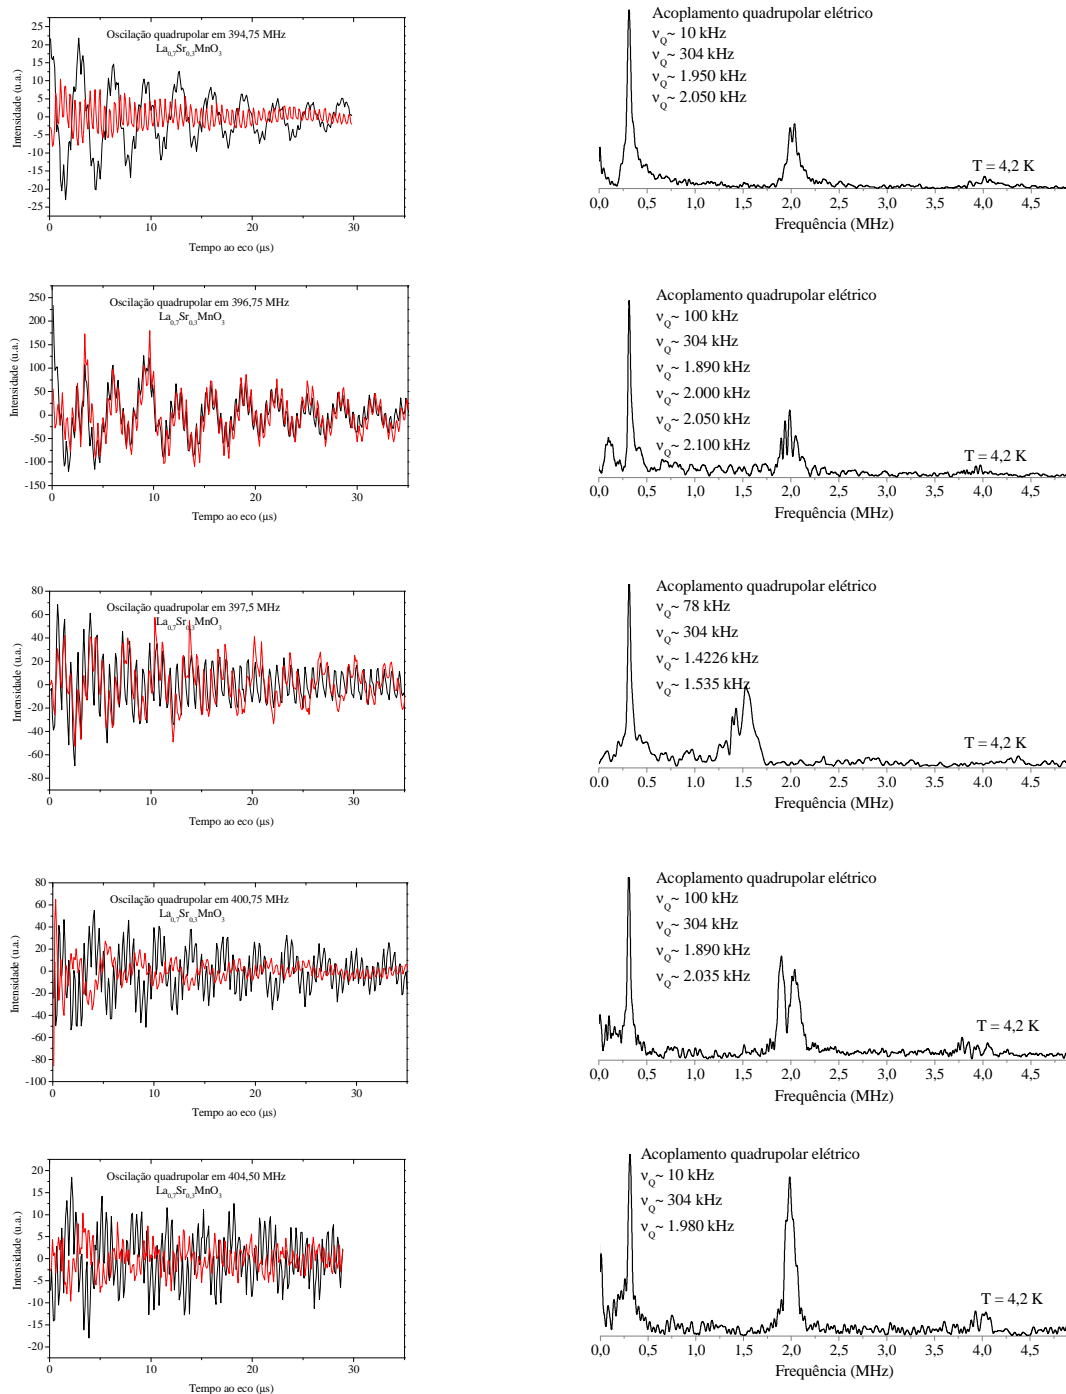 Oscilação quadrupolar em 394,75 MHz
La0,7Sr0,3MnO3
Intensidade (u.a.)
25
20
15
10
5
0
-5
-10
-15
-20
-25
0 10 20 30
Tempo ao eco (μs)
Acoplamento quadrupolar elétrico
νQ~ 10 kHz
νQ~ 304 kHz
νQ~ 1.950 kHz
νQ~ 2.050 kHz
T = 4,2 K
0,0 0,5 1,0 1,5 2,0 2,5 3,0 3,5 4,0 4,5
Frequência (MHz)
Oscilação quadrupolar em 396,75 MHz
La0,7Sr0,3MnO3
Intensidade (u.a.)
250
200
150
100
50
0
-50
-100
-150
0 10 20 30
Tempo ao eco (μs)
Acoplamento quadrupolar elétrico
νQ~ 100 kHz
νQ~ 304 kHz
νQ~ 1.890 kHz
νQ~ 2.000 kHz
νQ~ 2.050 kHz
νQ~ 2.100 kHz
T = 4,2 K
0,0 0,5 1,0 1,5 2,0 2,5 3,0 3,5 4,0 4,5
Frequência (MHz)
Oscilação quadrupolar em 397,5 MHz
La0,7Sr0,3MnO3
Intensidade (u.a.)
80
60
40
20
0
-20
-40
-60
-80
0 10 20 30
Tempo ao eco (μs)
Acoplamento quadrupolar elétrico
νQ~ 78 kHz
νQ~ 304 kHz
νQ~ 1.4226 kHz
νQ~ 1.535 kHz
T = 4,2 K
0,0 0,5 1,0 1,5 2,0 2,5 3,0 3,5 4,0 4,5
Frequência (MHz)
Oscilação quadrupolar em 400,75 MHz
La0,7Sr0,3MnO3
Intensidade (u.a.)
80
60
40
20
0
-20
-40
-60
-80
-100
0 10 20 30
Tempo ao eco (μs)
Acoplamento quadrupolar elétrico
νQ~ 100 kHz
νQ~ 304 kHz
νQ~ 1.890 kHz
νQ~ 2.035 kHz
T = 4,2 K
0,0 0,5 1,0 1,5 2,0 2,5 3,0 3,5 4,0 4,5
Frequência (MHz)
Oscilação quadrupolar em 404,50 MHz
La0,7Sr0,3MnO3
Intensidade (u.a.)
20
15
10
5
0
-5
-10
-15
-20
0 10 20 30
Tempo ao eco (μs)
Acoplamento quadrupolar elétrico
νQ~ 10 kHz
νQ~ 304 kHz
νQ~ 1.980 kHz
T = 4,2 K
0,0 0,5 1,0 1,5 2,0 2,5 3,0 3,5 4,0 4,5
Frequência (MHz)